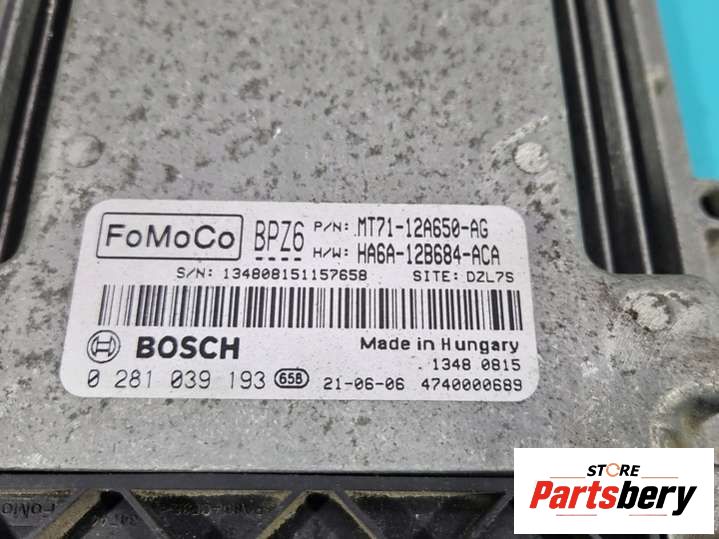 FoMoCo
BPZ6
P/N: MT71-12A650-AG
H/W: HA6A-12B684-ACA
S/N: 134808151157658 SITE: DZL7S
BOSCH
Made in Hungary
1348 0815
0 281 039 193 658 21-06-06 4740000689
FoMoCo
STORE
Partsbery